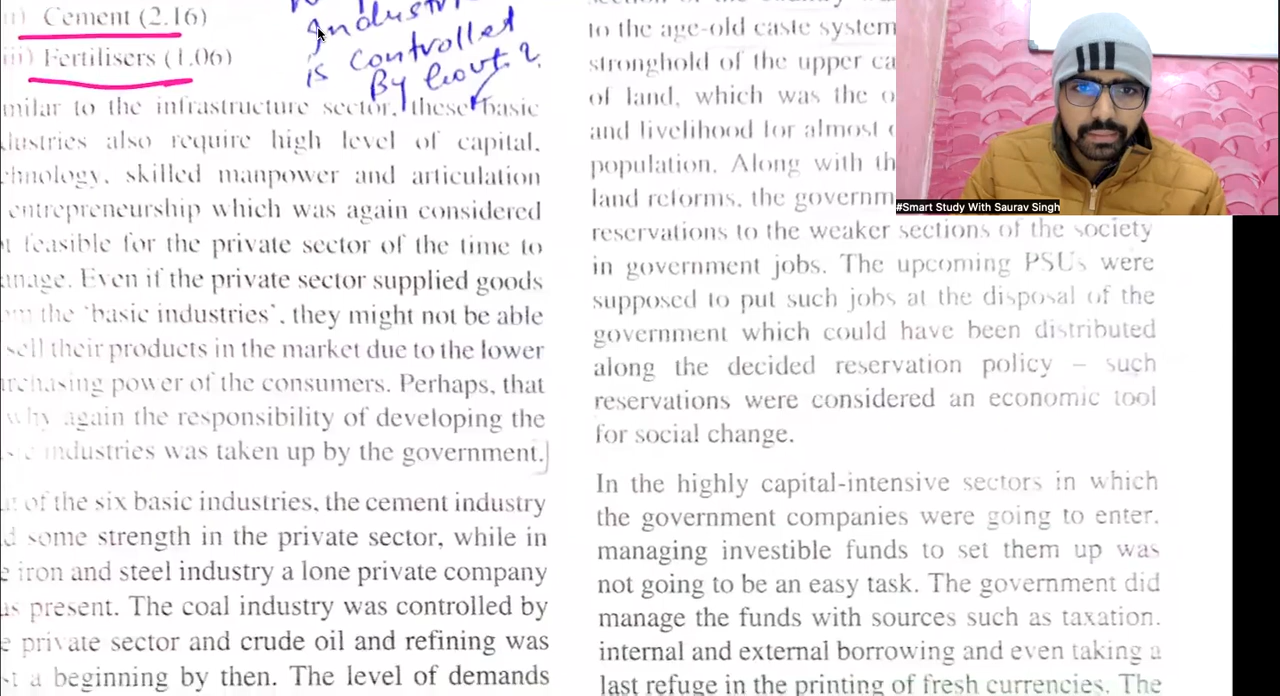 Cement (2.16)
iii) Fertilisers (1.06)
Industri
is controlled
By Govt. ?
milar to the infrastructure sector, these basic
dustries also require high level of capital,
chnology, skilled manpower and articulation
entrepreneurship which was again considered
t feasible for the private sector of the time to
anage. Even if the private sector supplied goods
om the 'basic industries', they might not be able
sell their products in the market due to the lower
urchasing power of the consumers. Perhaps, that
why again the responsibility of developing the
industries was taken up by the government.]
ut of the six basic industries, the cement industry
d some strength in the private sector, while in
e iron and steel industry a lone private company
as present. The coal industry was controlled by
e private sector and crude oil and refining was
st a beginning by then. The level of demands
to the age-old caste system
stronghold of the upper ca
of land, which was the o
and livelihood for almost
population. Along with th
land reforms, the governm
reservations to the weaker sections of the society
in government jobs. The upcoming PSUs were
supposed to put such jobs at the disposal of the
government which could have been distributed
along the decided reservation policy – such
reservations were considered an economic tool
for social change.
In the highly capital-intensive sectors in which
the government companies were going to enter,
managing investible funds to set them up was
not going to be an easy task. The government did
manage the funds with sources such as taxation,
internal and external borrowing and even taking a
last refuge in the printing of fresh currencies. The
#Smart Study With Saurav Singh